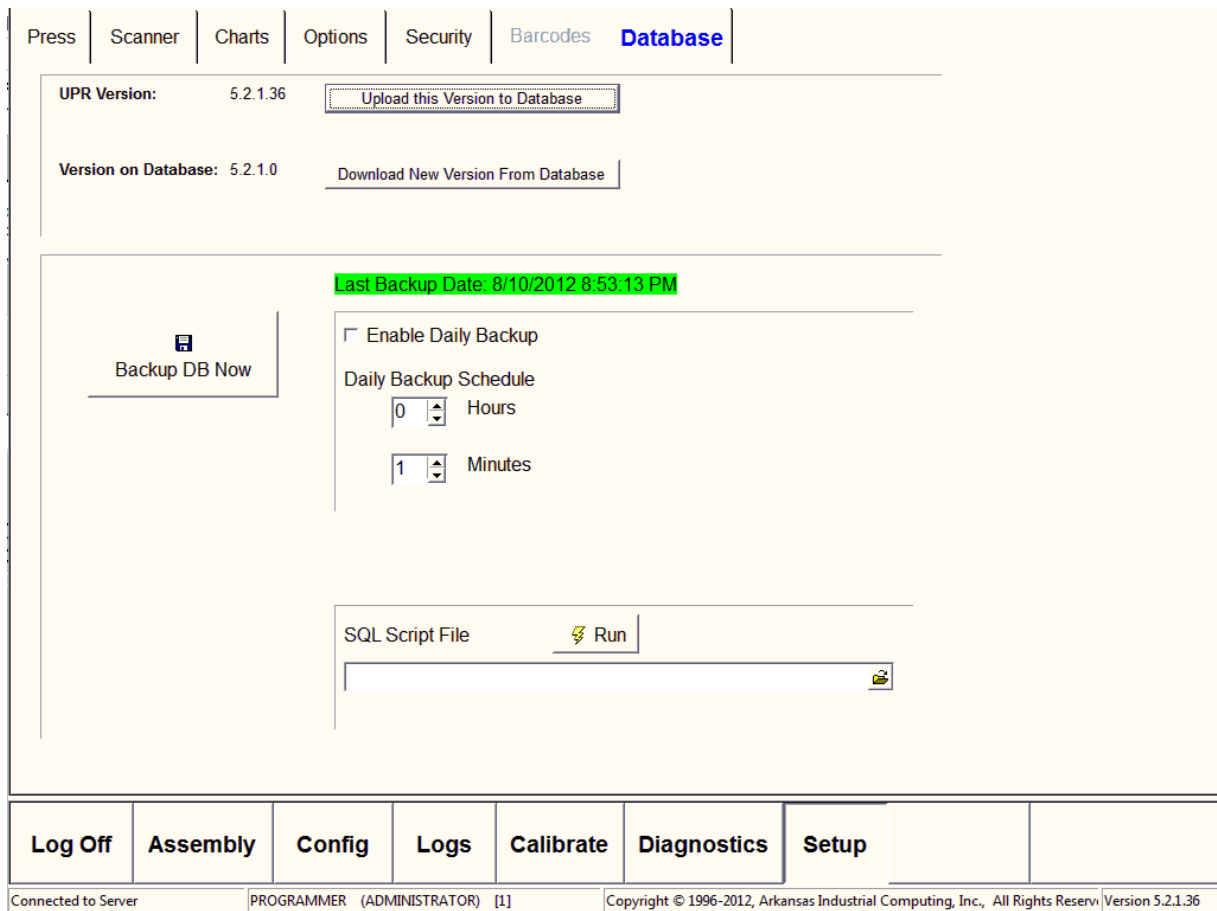 Press Scanner Charts Options Security Barcodes Database
UPR Version: 5.2.1.36 Upload this Version to Database
Version on Database: 5.2.1.0 Download New Version From Database
Last Backup Date: 8/10/2012 8:53:13 PM
Enable Daily Backup
Backup DB Now
Daily Backup Schedule
0 Hours
1 Minutes
SQL Script File Run
Log Off Assembly Config Logs Calibrate Diagnostics Setup
Connected to Server PROGRAMMER (ADMINISTRATOR) [1] Copyright © 1996-2012, Arkansas Industrial Computing, Inc., All Rights Reserv Version 5.2.1.36